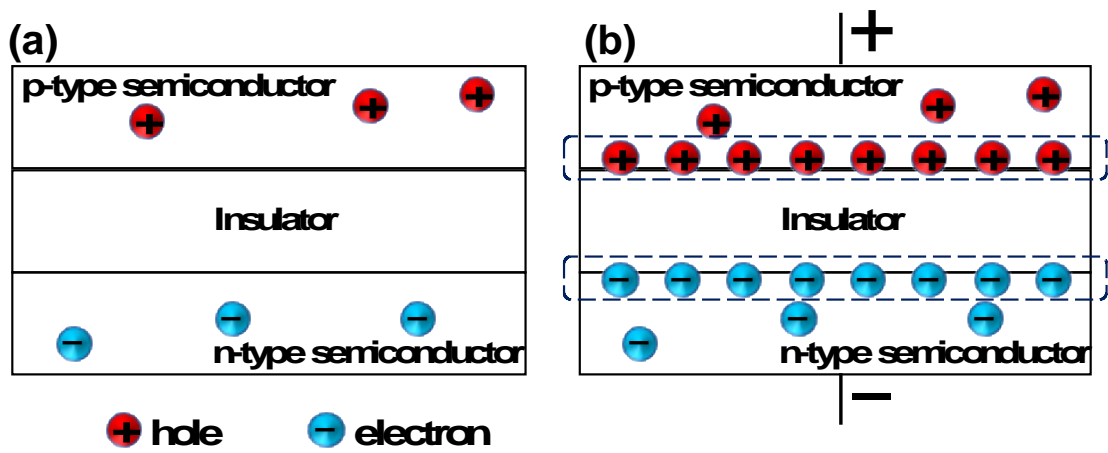 (a)
p-type semiconductor
+ + +
Insulator
− − −
n-type semiconductor
(b)
+
p-type semiconductor
+ + +
+ + + + + + + +
Insulator
− − − − − − − −
− − −
n-type semiconductor
−
+ hole − electron